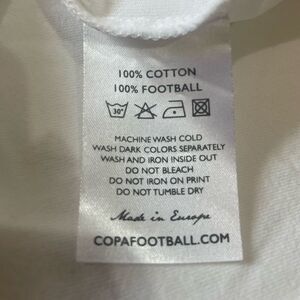 100% COTTON
100% FOOTBALL
30°
MACHINE WASH COLD
WASH DARK COLORS SEPARATELY
WASH AND IRON INSIDE OUT
DO NOT BLEACH
DO NOT IRON ON PRINT
DO NOT TUMBLE DRY
Made in Europe
COPAFOOTBALL.COM